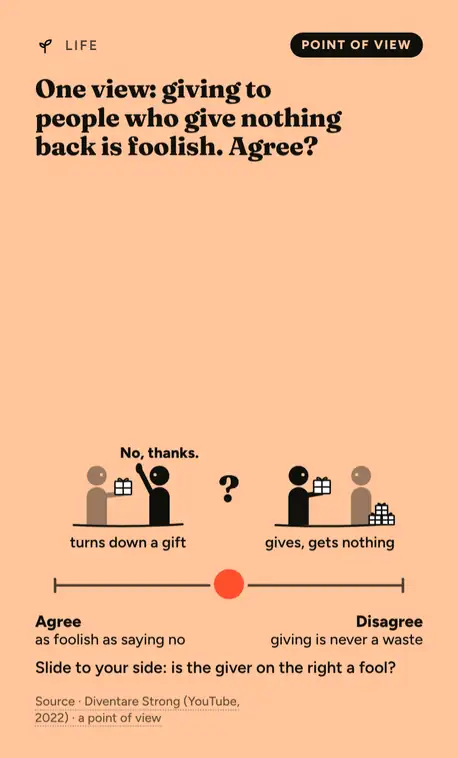 LIFE
POINT OF VIEW
One view: giving to
people who give nothing
back is foolish. Agree?
No, thanks.
?
turns down a gift
gives, gets nothing
Agree
Disagree
as foolish as saying no
giving is never a waste
Slide to your side: is the giver on the right a fool?
Source · Diventare Strong (YouTube,
2022) · a point of view